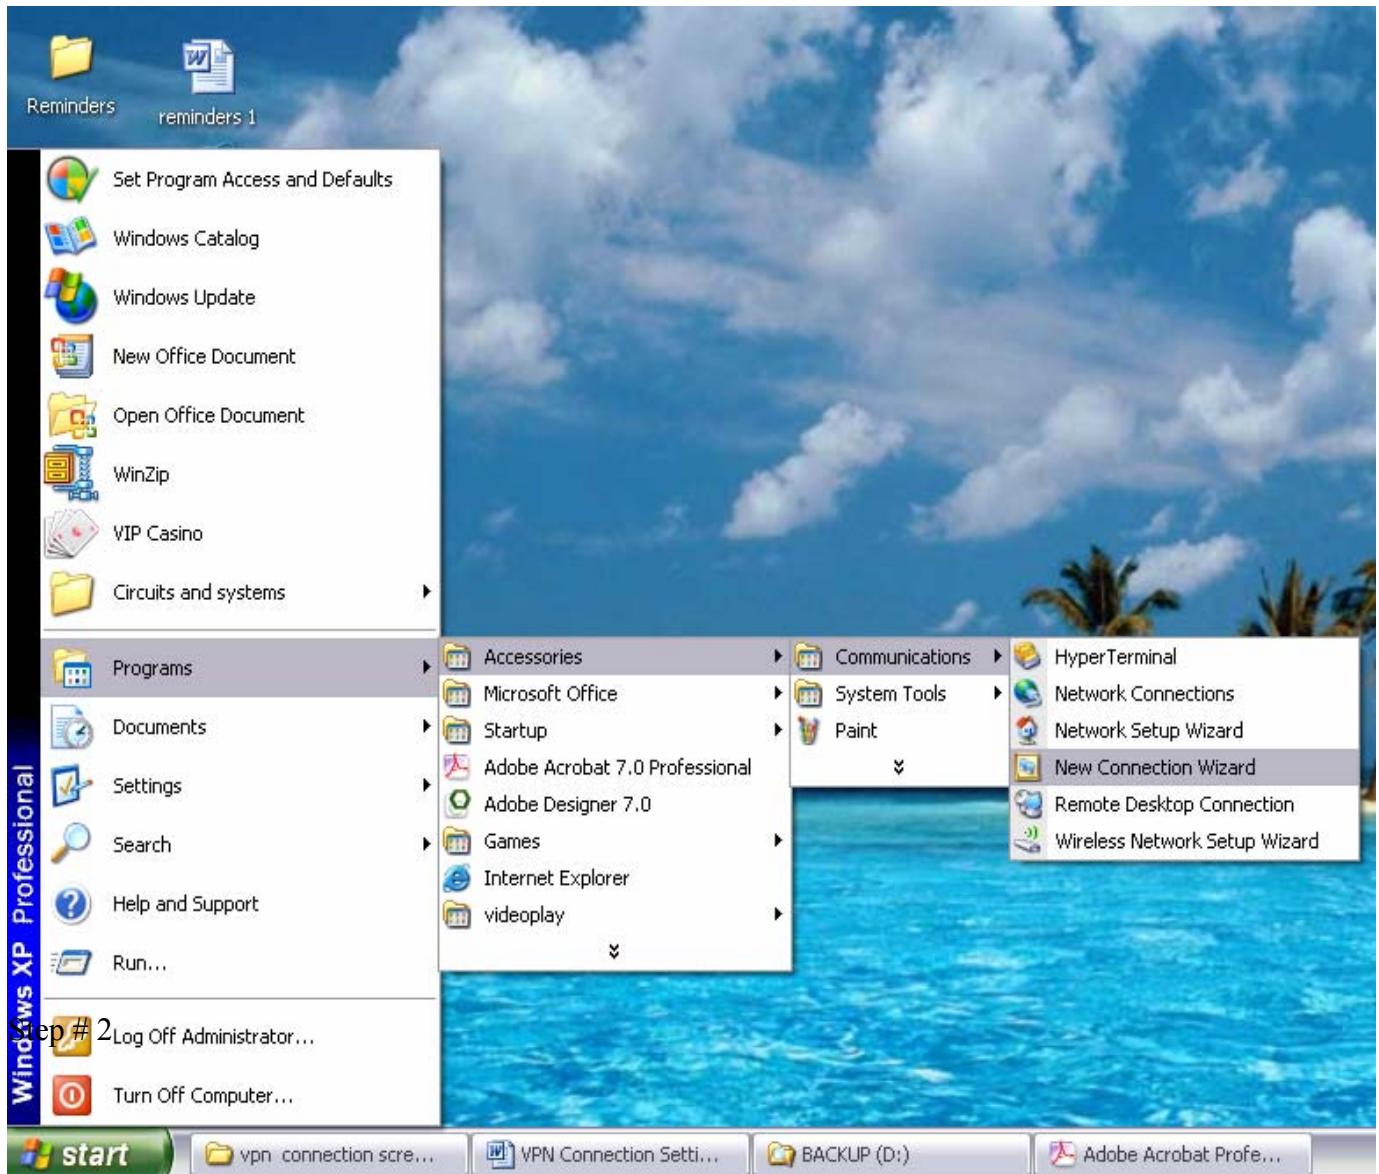 Reminders
reminders 1
Set Program Access and Defaults
Windows Catalog
Windows Update
New Office Document
Open Office Document
WinZip
VIP Casino
Circuits and systems
Programs
Documents
Settings
Search
Help and Support
Run...
Step # 2
Log Off Administrator...
Turn Off Computer...
Windows XP Professional
Accessories
Microsoft Office
Startup
Adobe Acrobat 7.0 Professional
Adobe Designer 7.0
Games
Internet Explorer
videoplay
Communications
System Tools
Paint
HyperTerminal
Network Connections
Network Setup Wizard
New Connection Wizard
Remote Desktop Connection
Wireless Network Setup Wizard
start
vpn connection scre...
VPN Connection Setti...
BACKUP (D:)
Adobe Acrobat Profe...